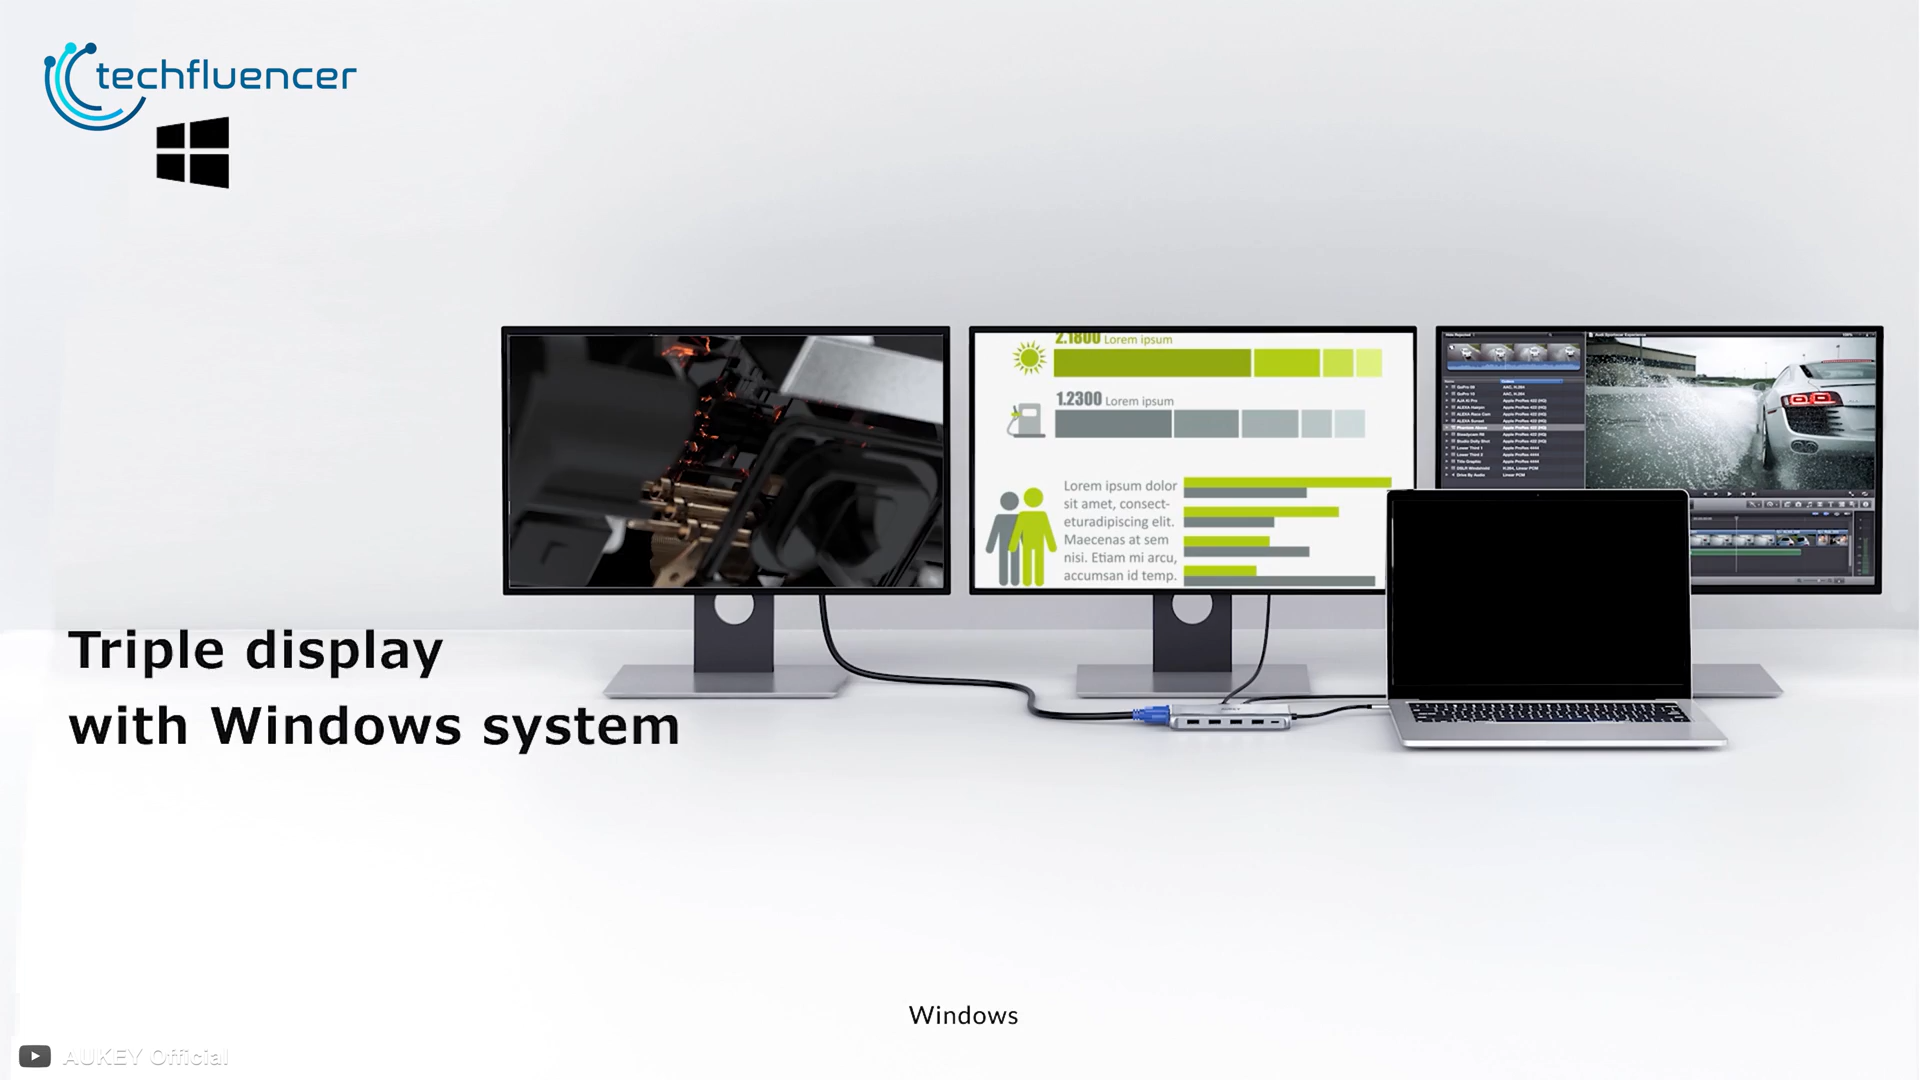 techfluencer
2.1800 Lorem ipsum
1.2300 Lorem ipsum
Lorem ipsum dolor
sit amet, consect-
eturadipiscing elit.
Maecenas at sem
nisi. Etiam mi arcu,
accumsan id temp.
Triple display
with Windows system
Windows
AUKEY Official